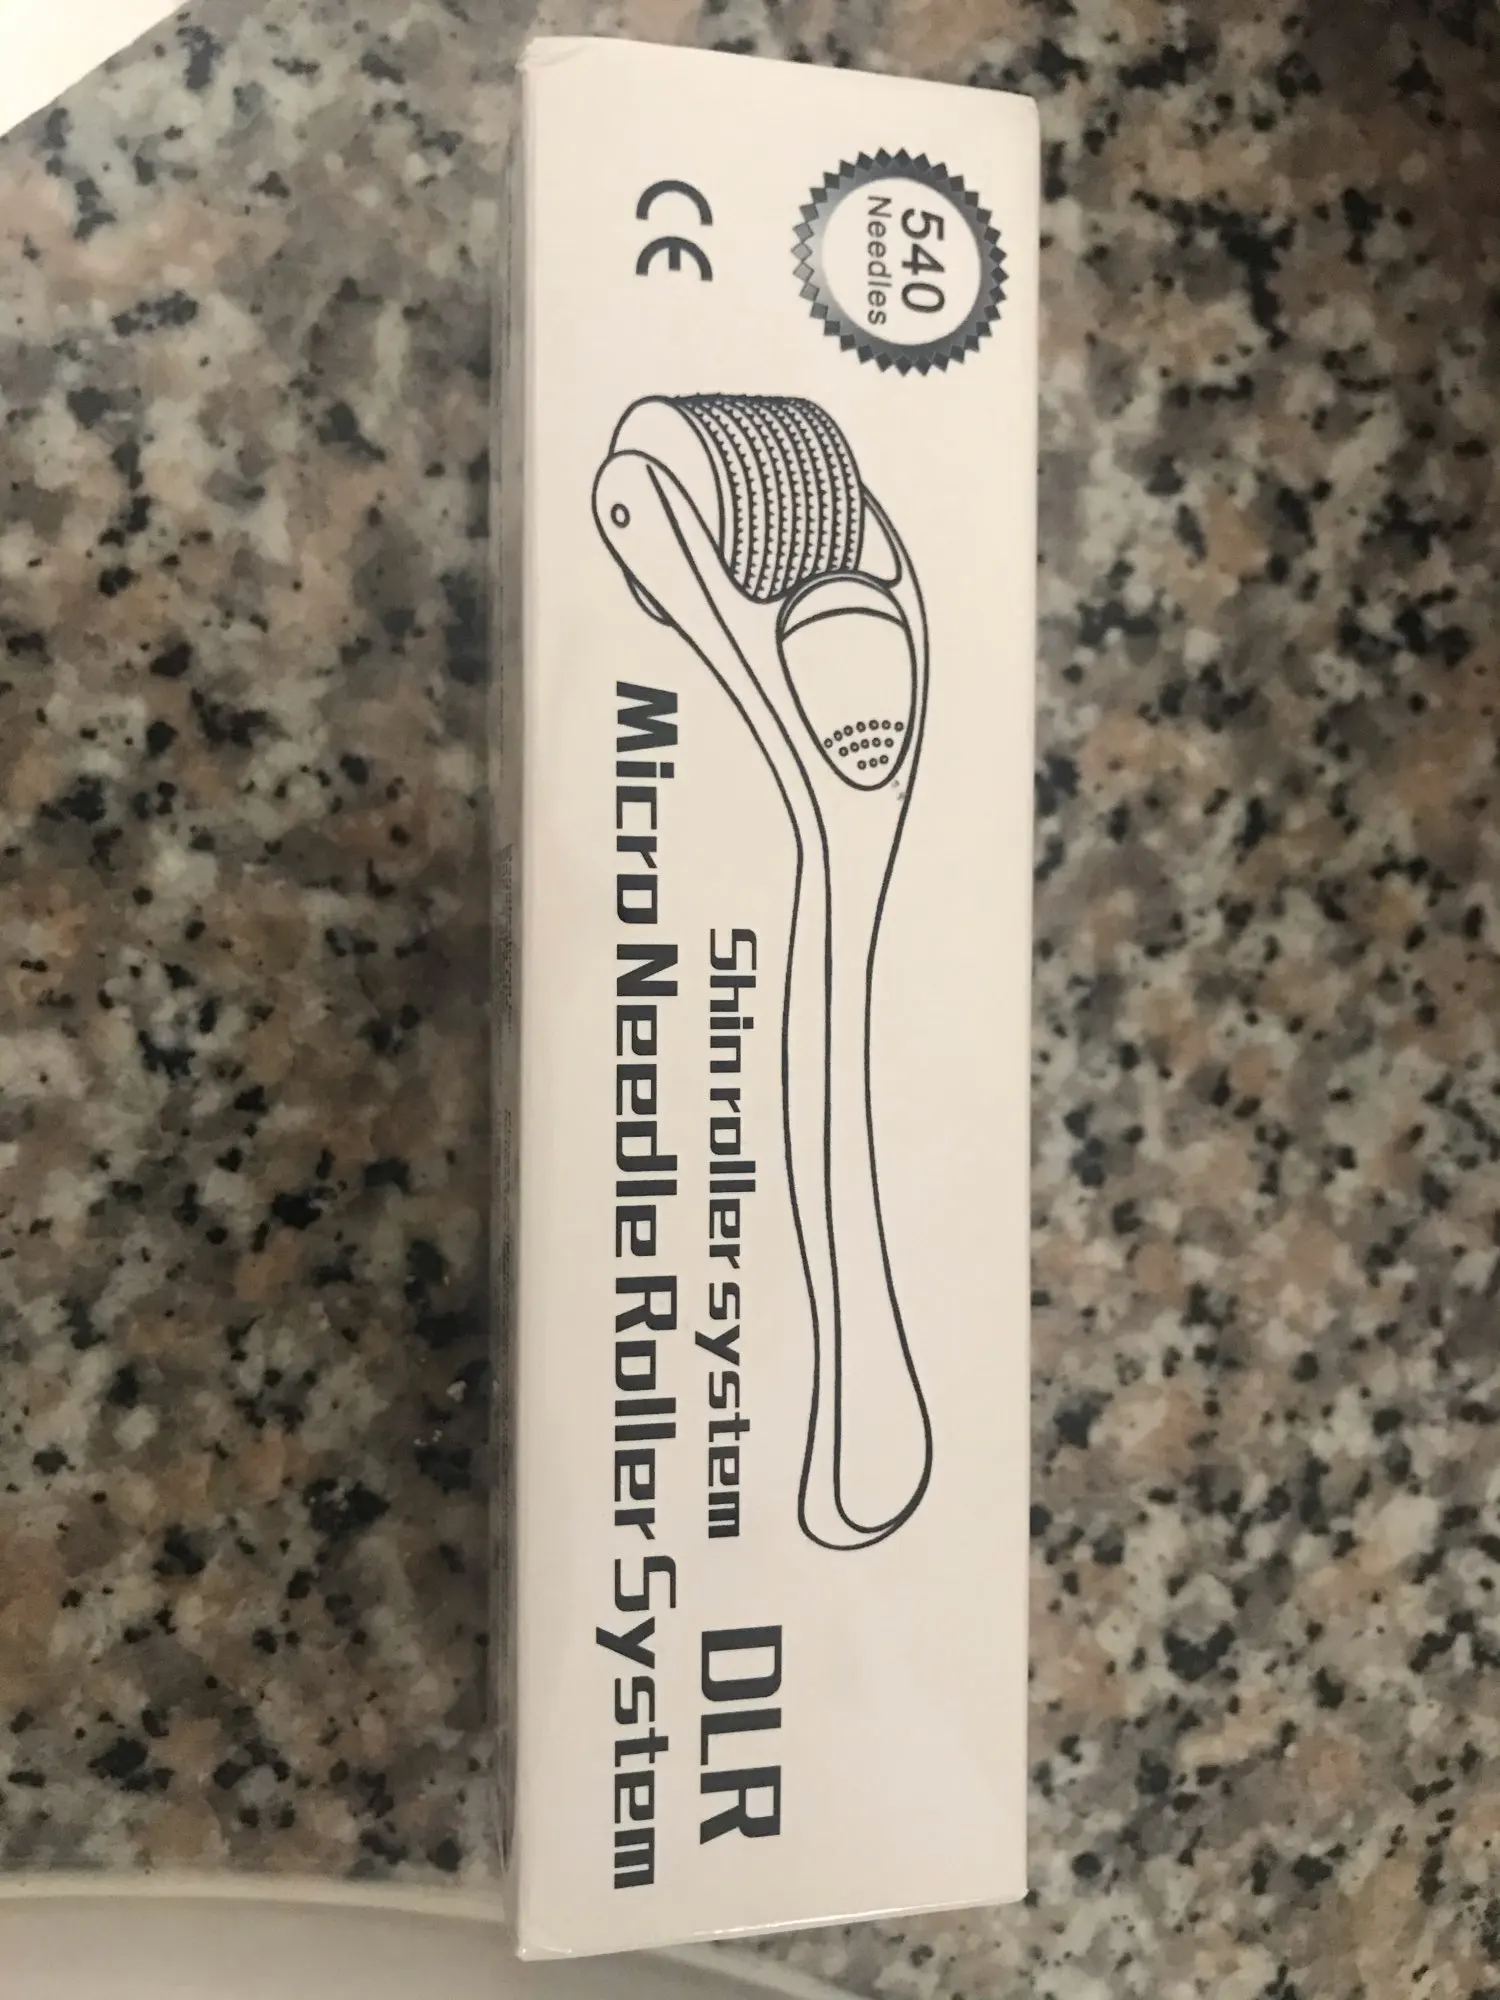 540
Needles
CE
Shin roller system
DLR
Micro Needle Roller System